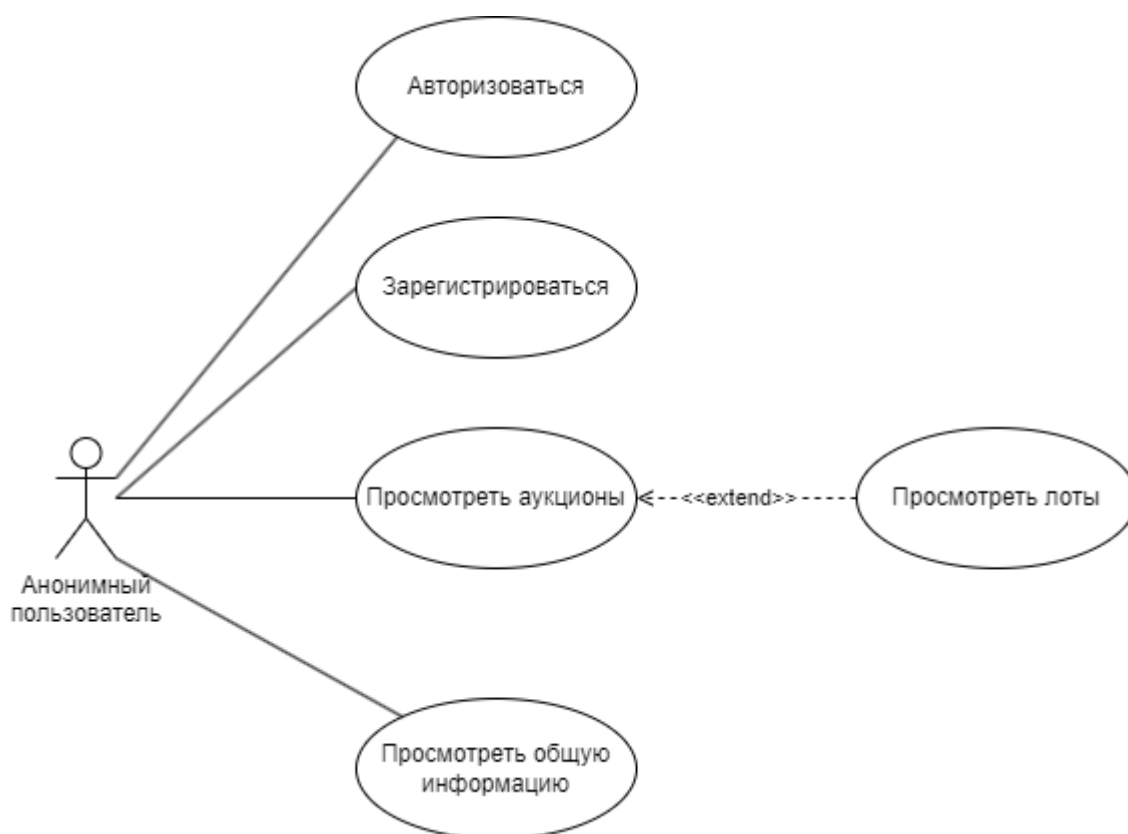 Авторизоваться
Зарегистрироваться
Просмотреть аукционы
<<extend>>
Просмотреть лоты
Анонимный
пользователь
Просмотреть общую
информацию